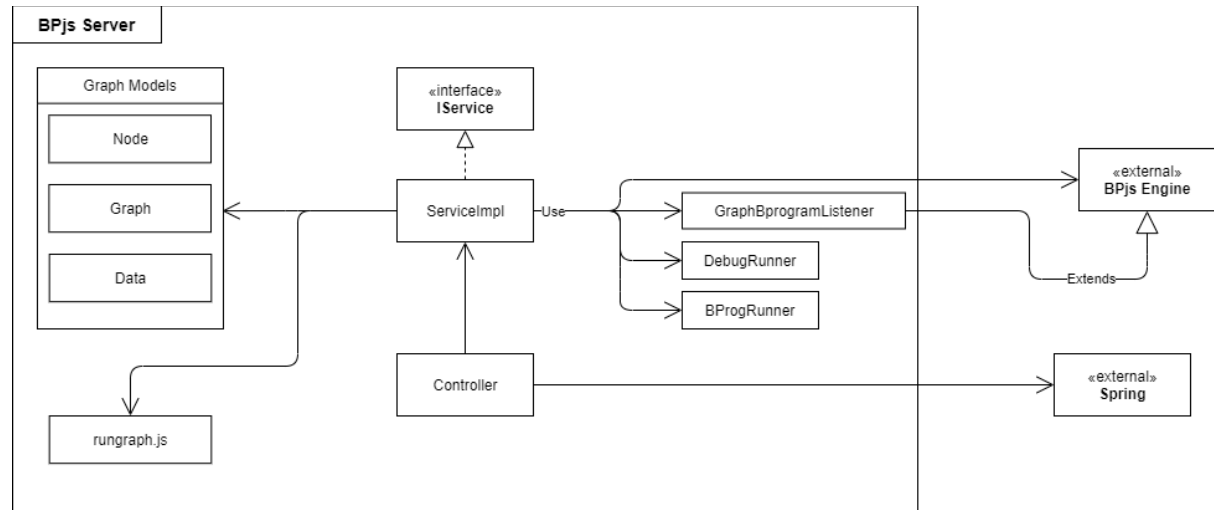 BPjs Server
Graph Models
Node
Graph
Data
rungraph.js
«interface»
IService
ServiceImpl
Use
Controller
GraphBprogramListener
DebugRunner
BProgRunner
«external»
BPjs Engine
Extends
«external»
Spring